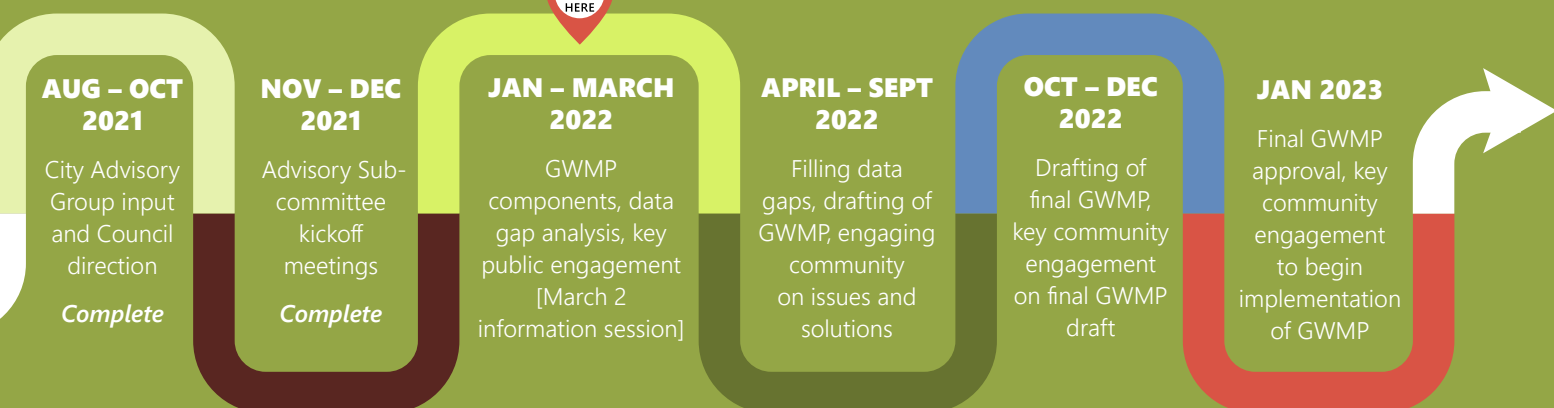 HERE
AUG – OCT
2021
City Advisory
Group input
and Council
direction
Complete
NOV – DEC
2021
Advisory Sub-
committee
kickoff
meetings
Complete
JAN – MARCH
2022
GWMP
components, data
gap analysis, key
public engagement
[March 2
information session]
APRIL – SEPT
2022
Filling data
gaps, drafting of
GWMP, engaging
community
on issues and
solutions
OCT – DEC
2022
Drafting of
final GWMP,
key community
engagement
on final GWMP
draft
JAN 2023
Final GWMP
approval, key
community
engagement
to begin
implementation
of GWMP